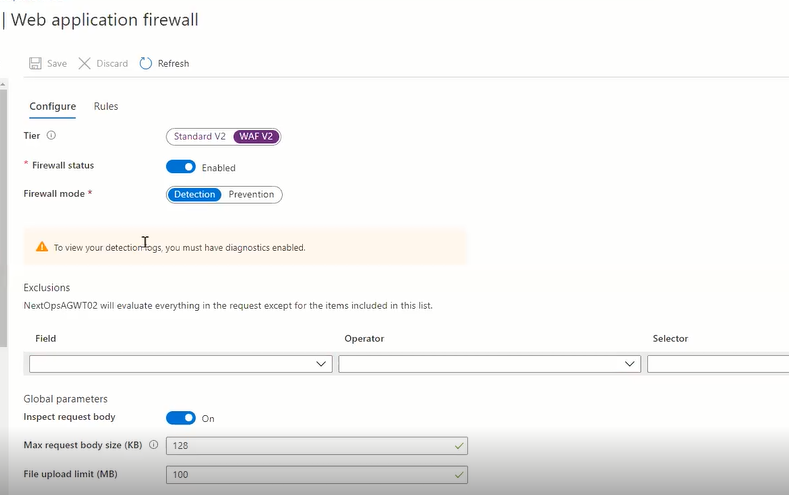 | Web application firewall
Save Discard Refresh
Configure Rules
Tier Standard V2 WAF V2
* Firewall status Enabled
Firewall mode * Detection Prevention
To view your detection logs, you must have diagnostics enabled.
Exclusions
NextOpsAGWT02 will evaluate everything in the request except for the items included in this list.
Field Operator Selector
Global parameters
Inspect request body On
Max request body size (KB) 128
File upload limit (MB) 100